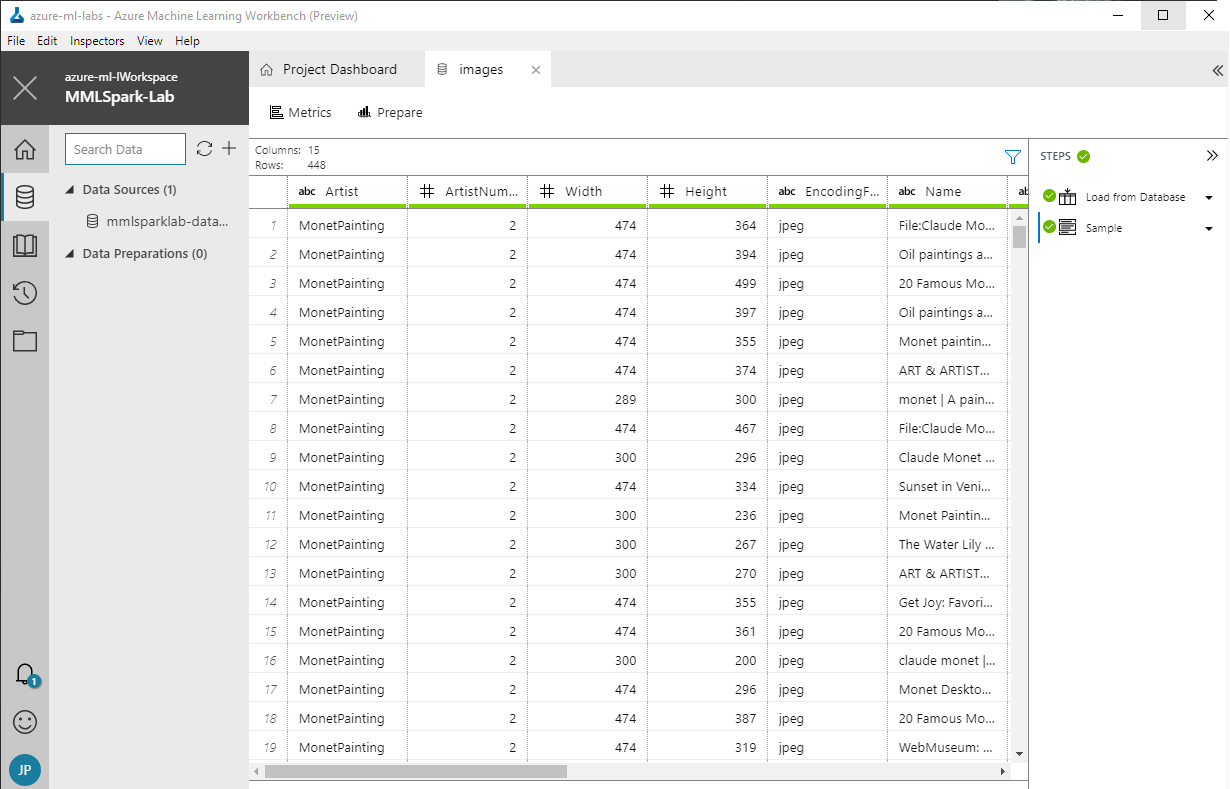 azure-ml-labs - Azure Machine Learning Workbench (Preview)
File Edit Inspectors View Help
azure-ml-lWorkspace
MMLSpark-Lab
Project Dashboard
images
Metrics
Prepare
Search Data
Data Sources (1)
mmlsparklab-data...
Data Preparations (0)
1
JP
Columns: 15
Rows: 448
abc Artist # ArtistNum... # Width # Height abc EncodingF... abc Name ab
1 MonetPainting 2 474 364 jpeg File:Claude Mo...
2 MonetPainting 2 474 394 jpeg Oil paintings a...
3 MonetPainting 2 474 499 jpeg 20 Famous Mo...
4 MonetPainting 2 474 397 jpeg Oil paintings a...
5 MonetPainting 2 474 355 jpeg Monet paintin...
6 MonetPainting 2 474 374 jpeg ART & ARTIST...
7 MonetPainting 2 289 300 jpeg monet | A pain...
8 MonetPainting 2 474 467 jpeg File:Claude Mo...
9 MonetPainting 2 300 296 jpeg Claude Monet ...
10 MonetPainting 2 474 334 jpeg Sunset in Veni...
11 MonetPainting 2 300 236 jpeg Monet Paintin...
12 MonetPainting 2 300 267 jpeg The Water Lily ...
13 MonetPainting 2 300 270 jpeg ART & ARTIST...
14 MonetPainting 2 474 355 jpeg Get Joy: Favori...
15 MonetPainting 2 474 361 jpeg 20 Famous Mo...
16 MonetPainting 2 300 200 jpeg claude monet |...
17 MonetPainting 2 474 296 jpeg Monet Deskto...
18 MonetPainting 2 474 387 jpeg 20 Famous Mo...
19 MonetPainting 2 474 319 jpeg WebMuseum: ...
STEPS
Load from Database
Sample